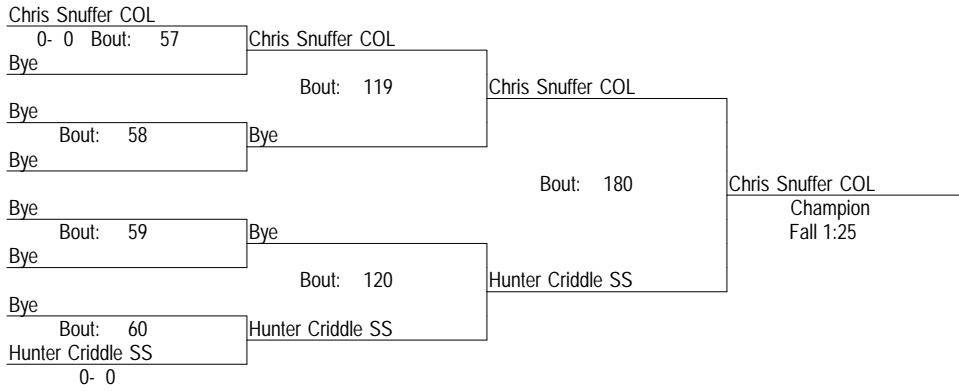 Chris Snuffer COL
0- 0 Bout: 57
Chris Snuffer COL
Bye
Bout: 119
Chris Snuffer COL
Bye
Bout: 58
Bye
Bye
Bout: 180
Chris Snuffer COL
Champion
Fall 1:25
Bye
Bout: 59
Bye
Bye
Bout: 120
Hunter Criddle SS
Bye
Bout: 60
Hunter Criddle SS
Hunter Criddle SS
0- 0